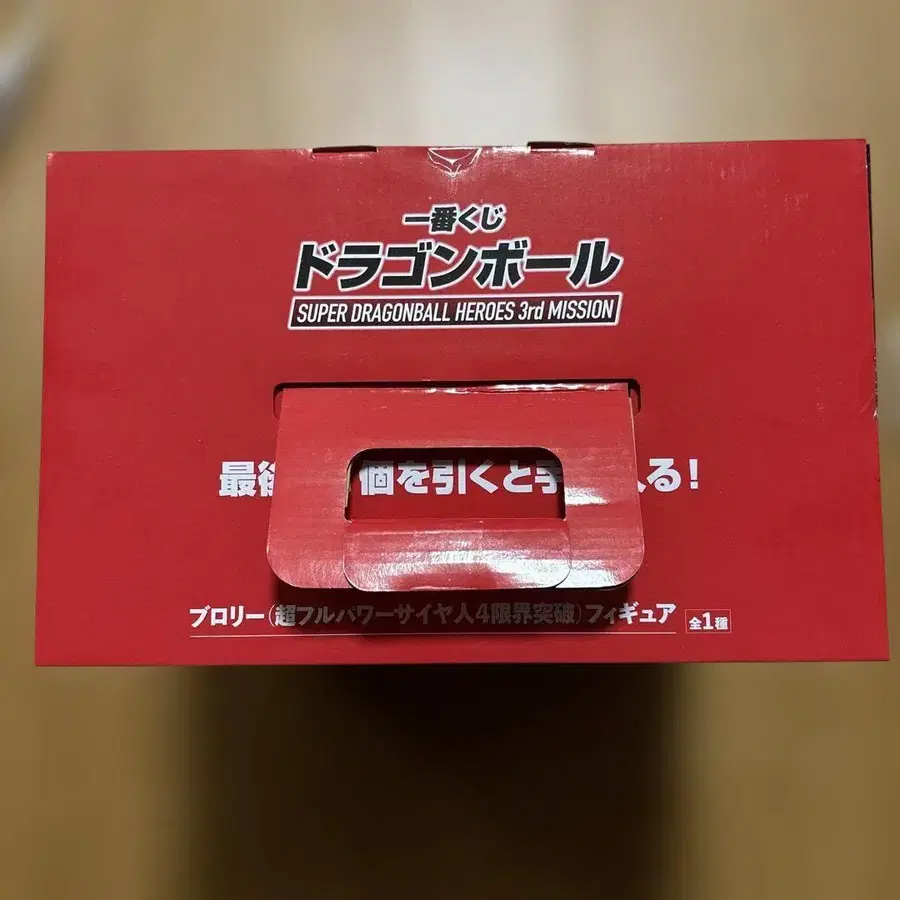 一番くじ
ドラゴンボール
SUPER DRAGONBALL HEROES 3rd MISSION
個を引くと る!
ブロリー(超フルパワーサイヤ人4限界突破)フィギュア 全1種